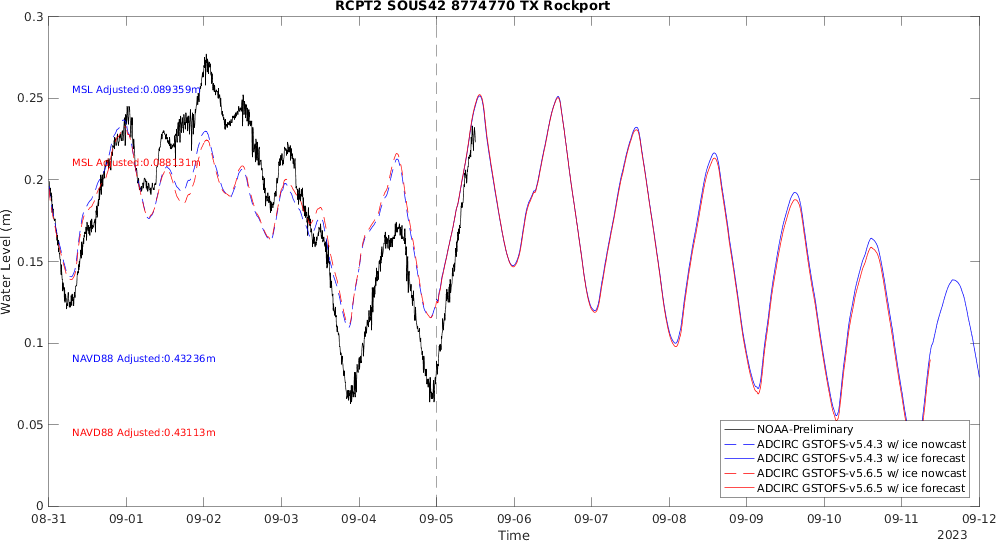 RCPT2 SOUS42 8774770 TX Rockport
Water Level (m)
0.3
0.25
0.2
0.15
0.1
0.05
0
MSL Adjusted:0.089359m
MSL Adjusted:0.088131m
NAVD88 Adjusted:0.43236m
NAVD88 Adjusted:0.43113m
NOAA-Preliminary
ADCIRC GSTOFS-v5.4.3 w/ ice nowcast
ADCIRC GSTOFS-v5.4.3 w/ ice forecast
ADCIRC GSTOFS-v5.6.5 w/ ice nowcast
ADCIRC GSTOFS-v5.6.5 w/ ice forecast
08-31 09-01 09-02 09-03 09-04 09-05 09-06 09-07 09-08 09-09 09-10 09-11 09-12
Time
2023